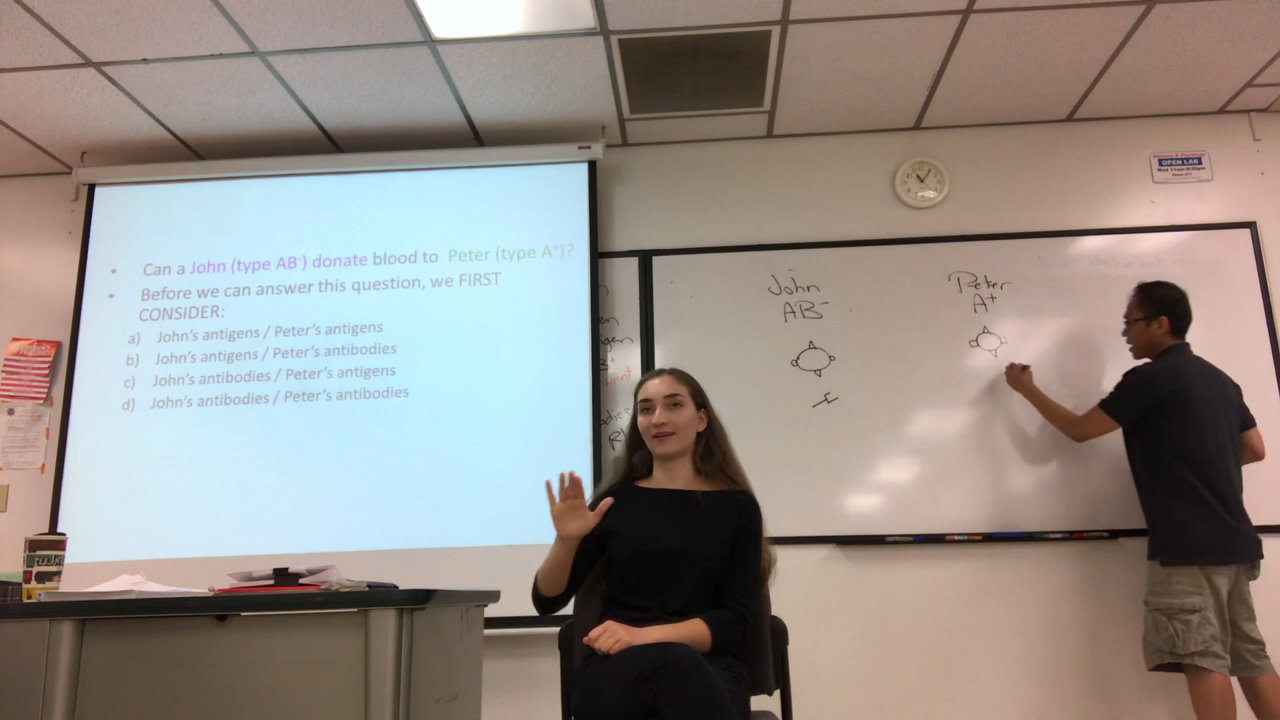 • Can a John (type AB⁻) donate blood to Peter (type A⁺)?
• Before we can answer this question, we FIRST
CONSIDER:
a) John's antigens / Peter's antigens
b) John's antigens / Peter's antibodies
c) John's antibodies / Peter's antigens
d) John's antibodies / Peter's antibodies
John
AB⁻
Peter
A⁺
OPEN LAB